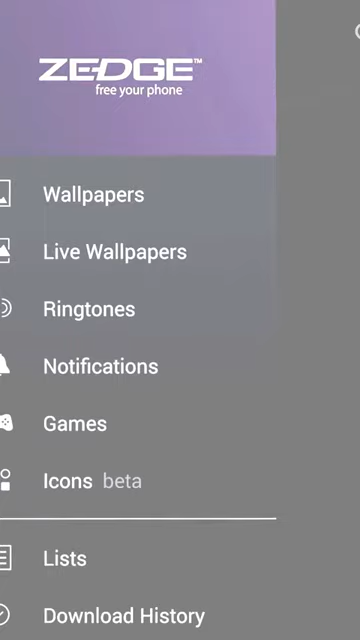 ZEDGE™
free your phone
Wallpapers
Live Wallpapers
Ringtones
Notifications
Games
Icons beta
Lists
Download History